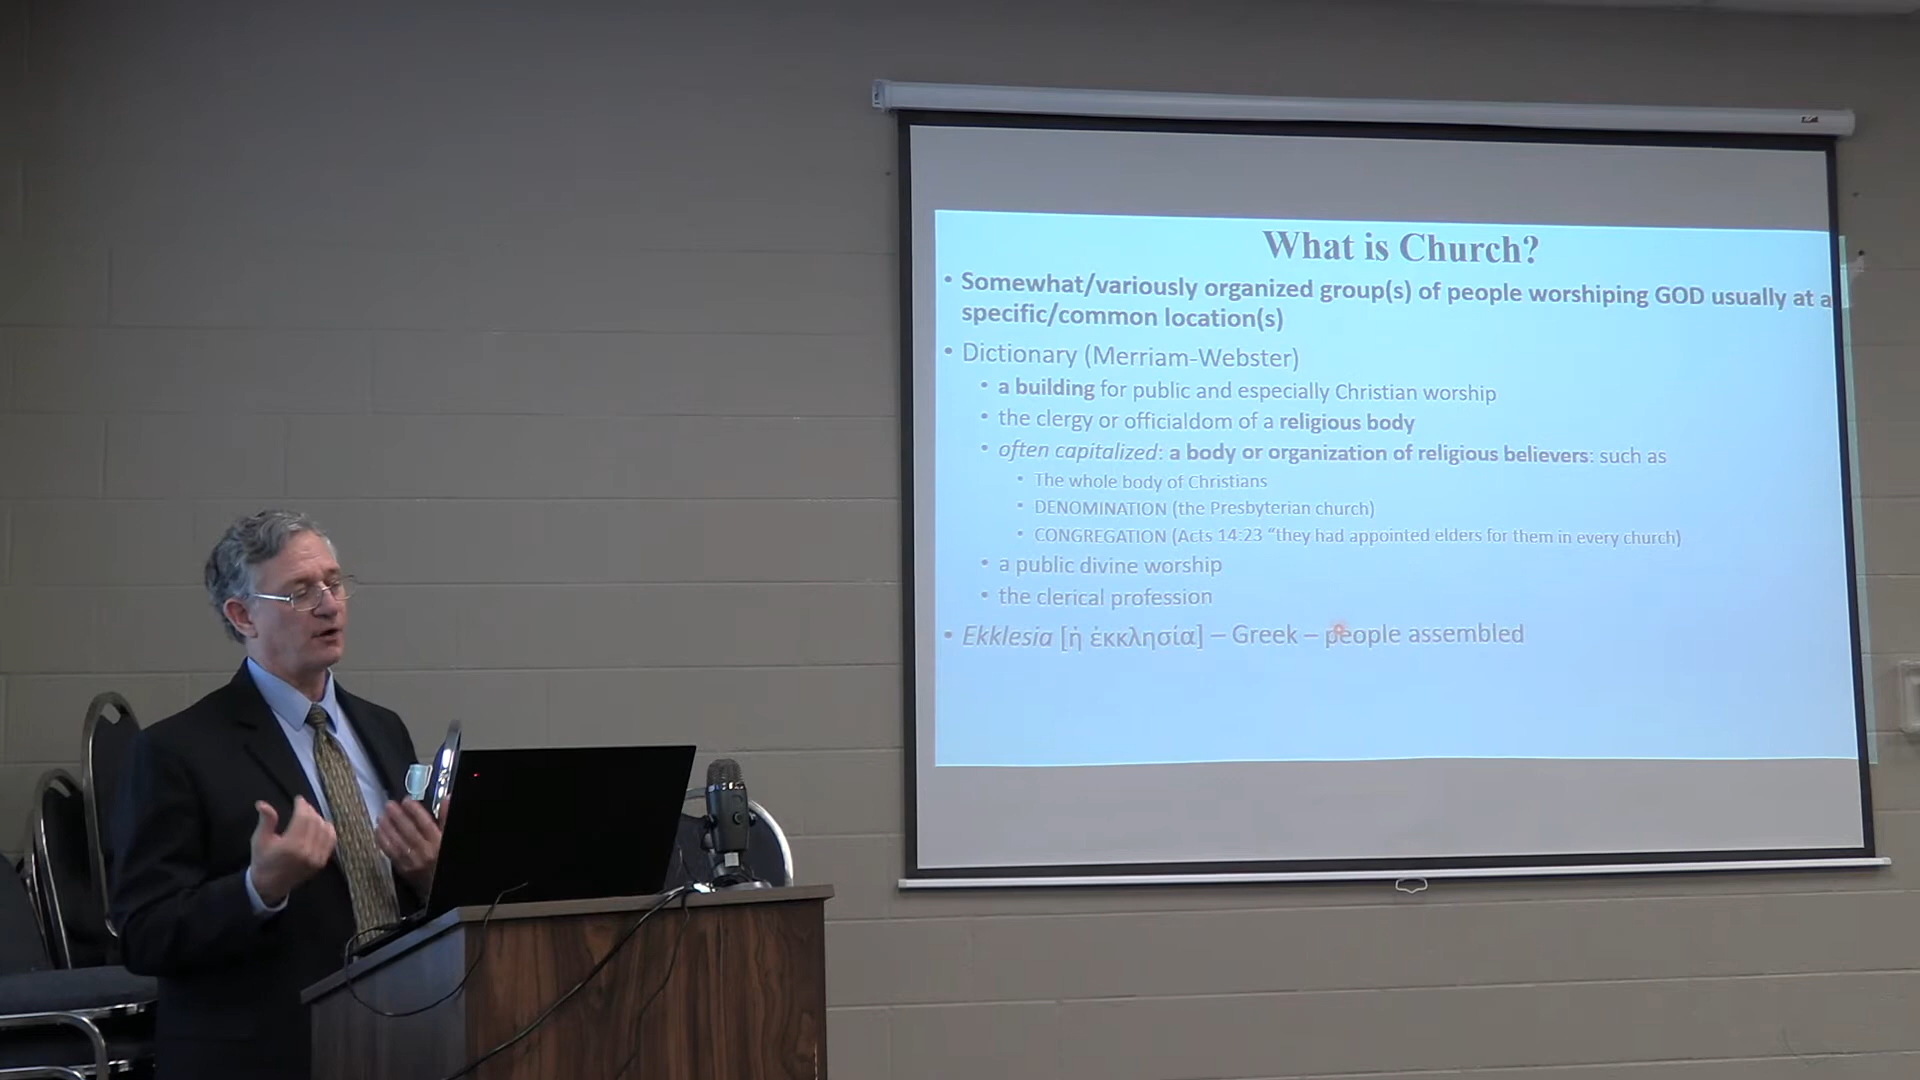 What is Church?
• Somewhat/variously organized group(s) of people worshiping GOD usually at a
specific/common location(s)
• Dictionary (Merriam-Webster)
• a building for public and especially Christian worship
• the clergy or officialdom of a religious body
• often capitalized: a body or organization of religious believers: such as
• The whole body of Christians
• DENOMINATION (the Presbyterian church)
• CONGREGATION (Acts 14:23 “they had appointed elders for them in every church)
• a public divine worship
• the clerical profession
• Ekklesia [ἡ ἐκκλησία] – Greek – people assembled